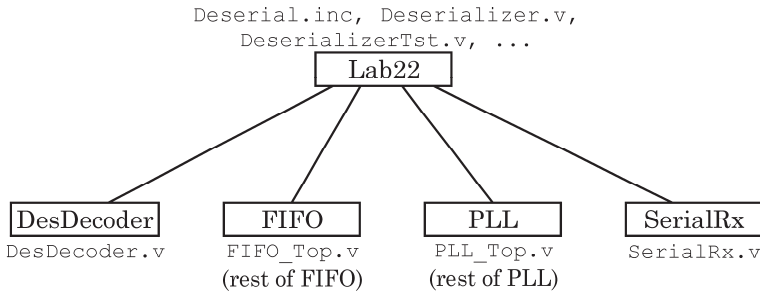 Deserial.inc, Deserializer.v,
DeserializerTst.v, ...
Lab22
DesDecoder FIFO PLL SerialRx
DesDecoder.v FIFO_Top.v PLL_Top.v SerialRx.v
(rest of FIFO) (rest of PLL)